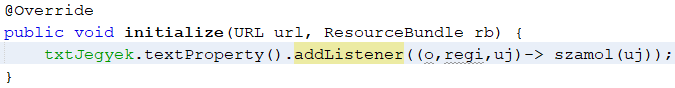 @Override
public void initialize(URL url, ResourceBundle rb) {
    txtJegyek.textProperty().addListener((o,regi,uj)-> szamol(uj));
}